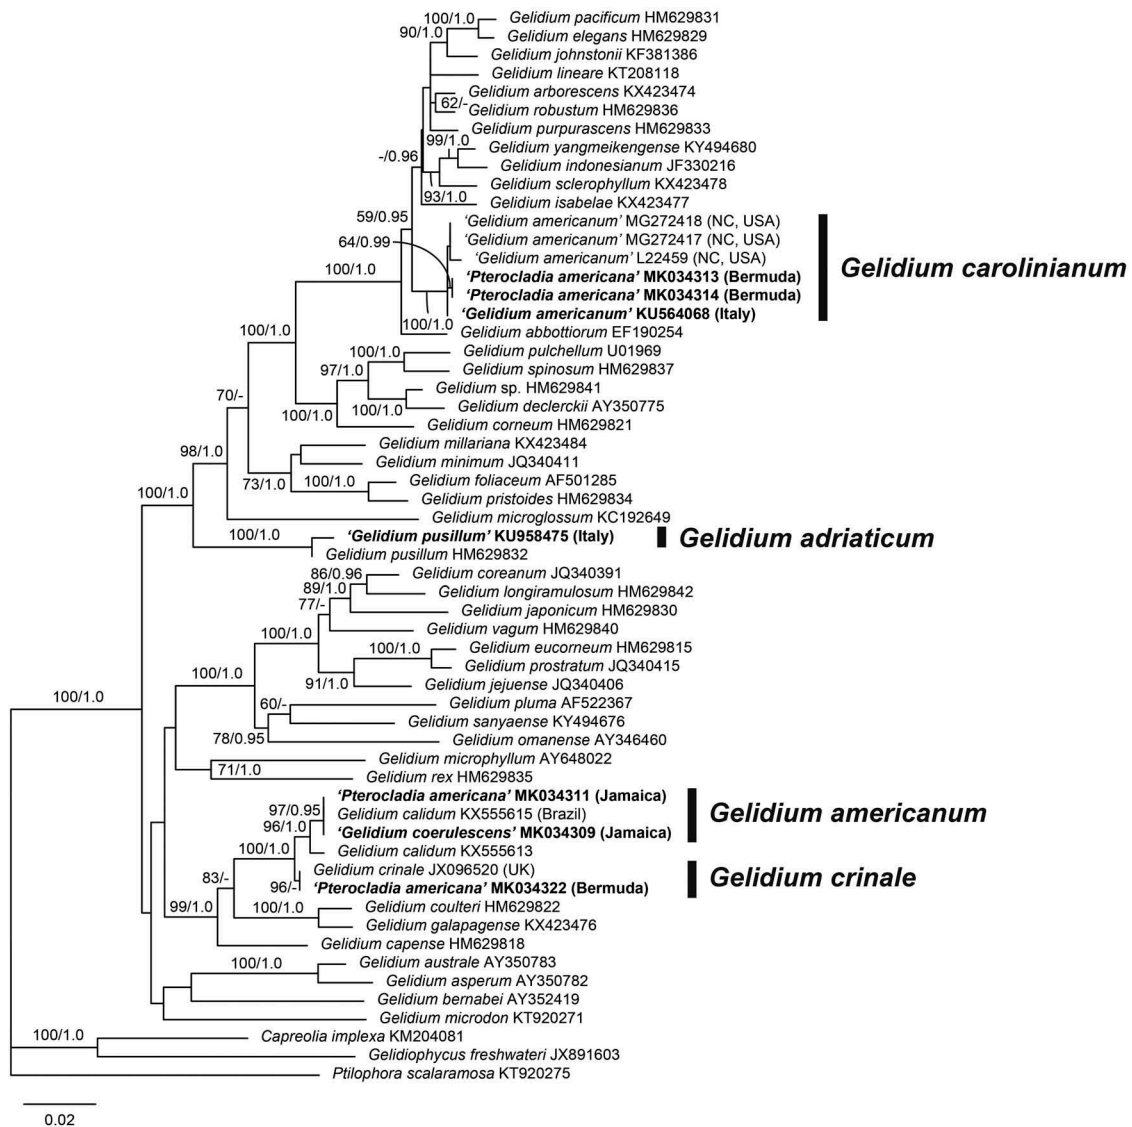 100/1.0
Gelidium pacificum HM629831
90/1.0
Gelidium elegans HM629829
Gelidium johnstonii KF381386
Gelidium lineare KT208118
Gelidium arborescens KX423474
62/-
Gelidium robustum HM629836
Gelidium purpurascens HM629833
99/1.0
Gelidium yangmeikengense KY494680
-/0.96
Gelidium indonesianum JF330216
Gelidium sclerophyllum KX423478
93/1.0
Gelidium isabelae KX423477
59/0.95
‘Gelidium americanum’ MG272418 (NC, USA)
64/0.99
‘Gelidium americanum’ MG272417 (NC, USA)
‘Gelidium americanum’ L22459 (NC, USA)
Gelidium carolinianum
100/1.0
‘Pterocladia americana’ MK034313 (Bermuda)
‘Pterocladia americana’ MK034314 (Bermuda)
‘Gelidium americanum’ KU564068 (Italy)
100/1.0
Gelidium abbottiorum EF190254
100/1.0
100/1.0
Gelidium pulchellum U01969
97/1.0
Gelidium spinosum HM629837
Gelidium sp. HM629841
70/-
100/1.0
Gelidium declerckii AY350775
100/1.0
Gelidium corneum HM629821
Gelidium millariana KX423484
98/1.0
Gelidium minimum JQ340411
73/1.0
100/1.0
Gelidium foliaceum AF501285
100/1.0
Gelidium pristoides HM629834
Gelidium microglossum KC192649
100/1.0
‘Gelidium pusillum’ KU958475 (Italy)
Gelidium adriaticum
Gelidium pusillum HM629832
86/0.96
Gelidium coreanum JQ340391
89/1.0
Gelidium longiramulosum HM629842
77/-
Gelidium japonicum HM629830
100/1.0
Gelidium vagum HM629840
100/1.0
Gelidium eucorneum HM629815
100/1.0
Gelidium prostratum JQ340415
91/1.0
Gelidium jejuense JQ340406
100/1.0
60/-
Gelidium pluma AF522367
Gelidium sanyaense KY494676
78/0.95
Gelidium omanense AY346460
Gelidium microphyllum AY648022
71/1.0
Gelidium rex HM629835
‘Pterocladia americana’ MK034311 (Jamaica)
97/0.95
Gelidium calidum KX555615 (Brazil)
Gelidium americanum
96/1.0
‘Gelidium coerulescens’ MK034309 (Jamaica)
100/1.0
Gelidium calidum KX555613
Gelidium crinale JX096520 (UK)
Gelidium crinale
83/-
96/-
‘Pterocladia americana’ MK034322 (Bermuda)
99/1.0
100/1.0
Gelidium coulteri HM629822
Gelidium galapagense KX423476
Gelidium capense HM629818
100/1.0
Gelidium australe AY350783
Gelidium asperum AY350782
Gelidium bernabei AY352419
Gelidium microdon KT920271
100/1.0
Capreolia implexa KM204081
Gelidiophycus freshwateri JX891603
Ptilophora scalaramosa KT920275
0.02